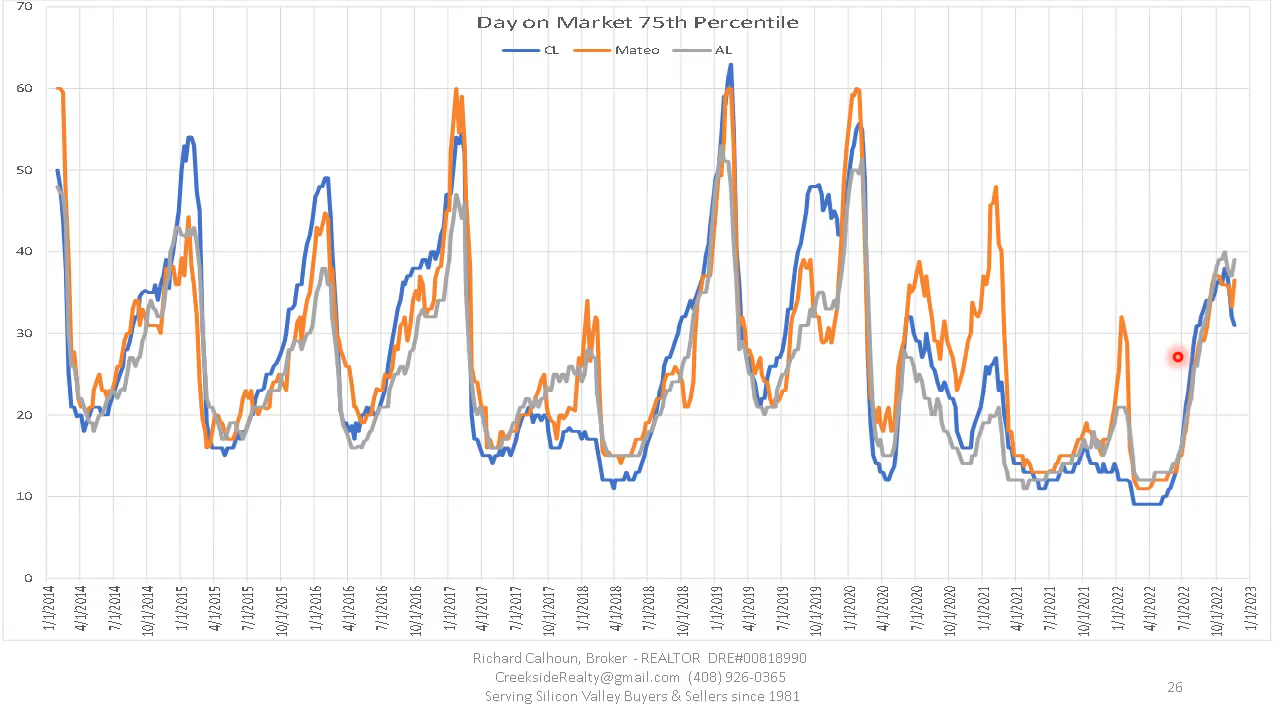 Day on Market 75th Percentile
CL Mateo AL
70
60
50
40
30
20
10
0
1/1/2014 4/1/2014 7/1/2014 10/1/2014 1/1/2015 4/1/2015 7/1/2015 10/1/2015 1/1/2016 4/1/2016 7/1/2016 10/1/2016 1/1/2017 4/1/2017 7/1/2017 10/1/2017 1/1/2018 4/1/2018 7/1/2018 10/1/2018 1/1/2019 4/1/2019 7/1/2019 10/1/2019 1/1/2020 4/1/2020 7/1/2020 10/1/2020 1/1/2021 4/1/2021 7/1/2021 10/1/2021 1/1/2022 4/1/2022 7/1/2022 10/1/2022 1/1/2023
Richard Calhoun, Broker - REALTOR DRE#00818990
CreeksideRealty@gmail.com (408) 926-0365
Serving Silicon Valley Buyers & Sellers since 1981
26